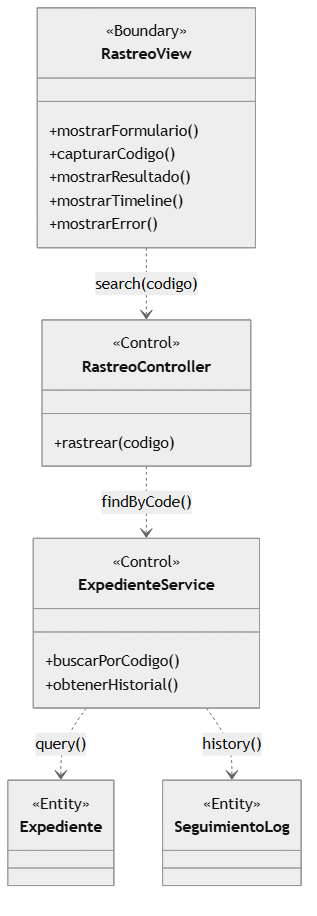 «Boundary»
RastreoView
+mostrarFormulario()
+capturarCodigo()
+mostrarResultado()
+mostrarTimeline()
+mostrarError()
search(codigo)
«Control»
RastreoController
+rastrear(codigo)
findByCode()
«Control»
ExpedienteService
+buscarPorCodigo()
+obtenerHistorial()
query()
history()
«Entity»
Expediente
«Entity»
SeguimientoLog